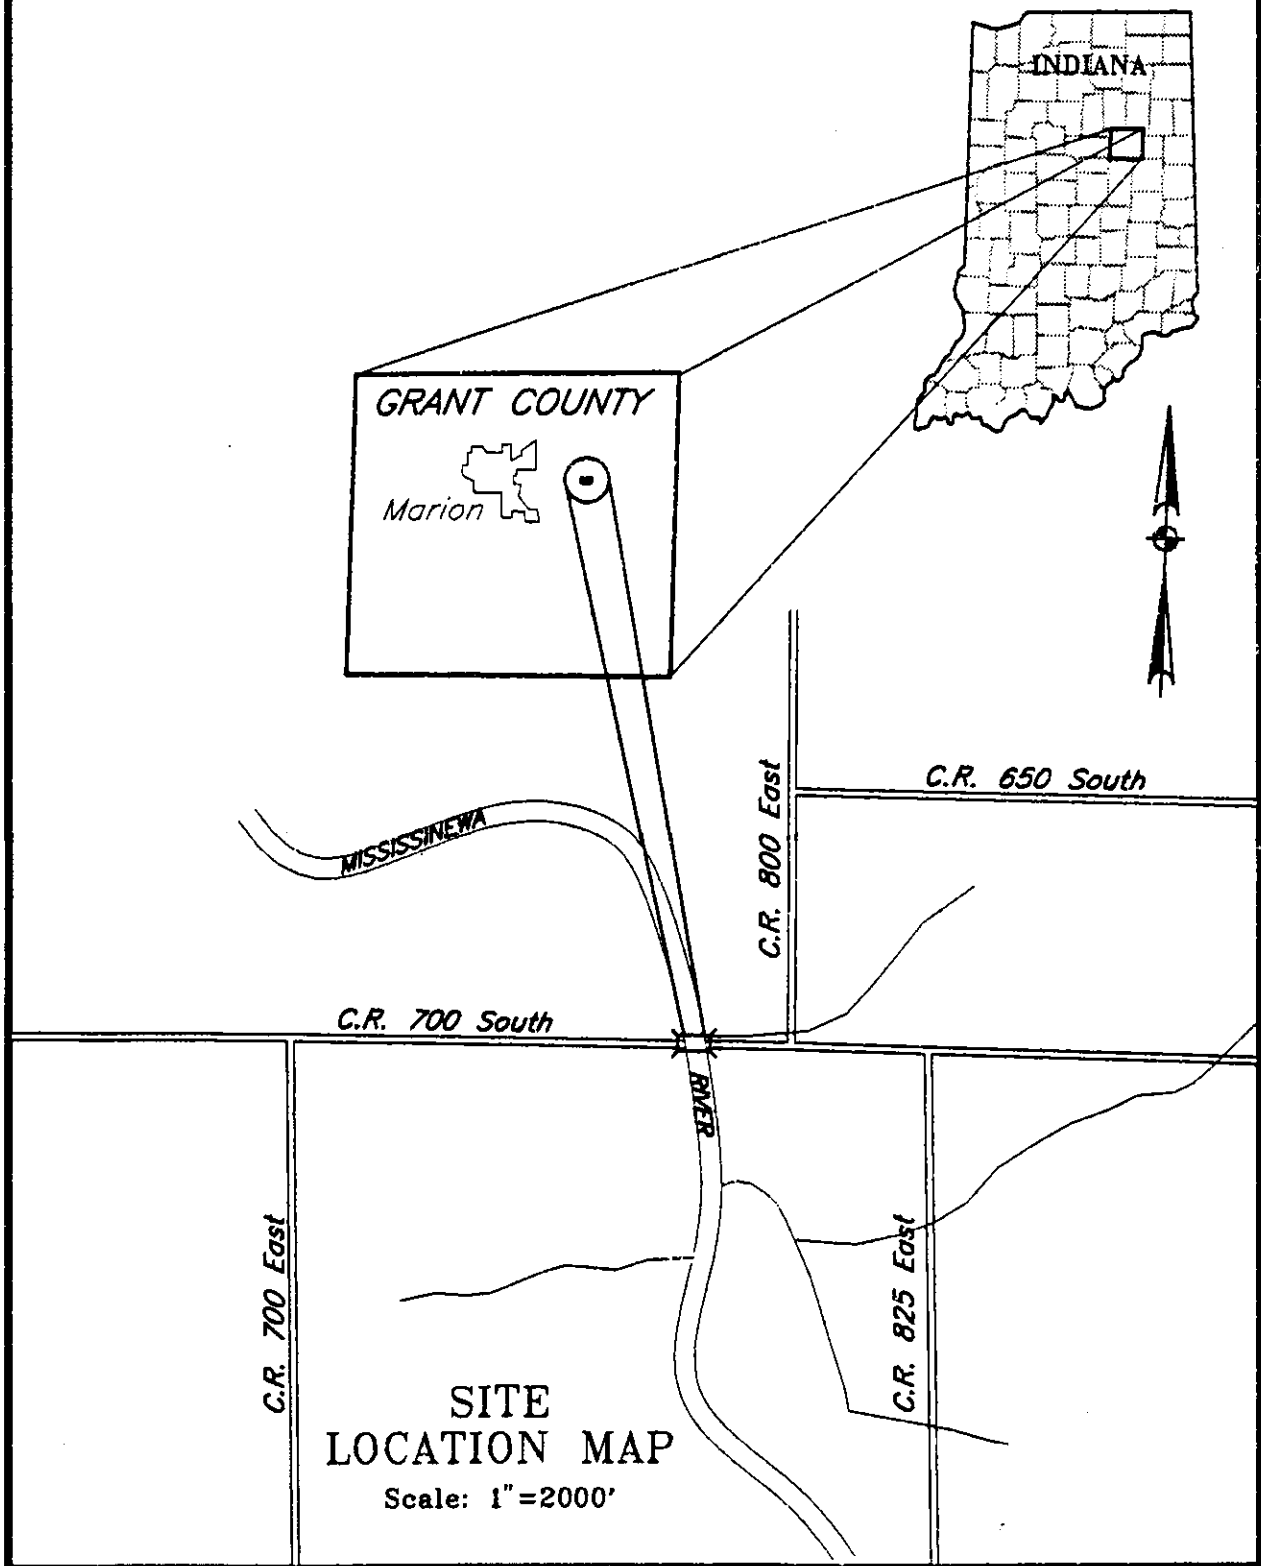 INDIANA
GRANT COUNTY
Marion
C.R. 650 South
C.R. 800 East
MISSISSINEWA
C.R. 700 South
RIVER
C.R. 700 East
C.R. 825 East
SITE
LOCATION MAP
Scale: 1"=2000'